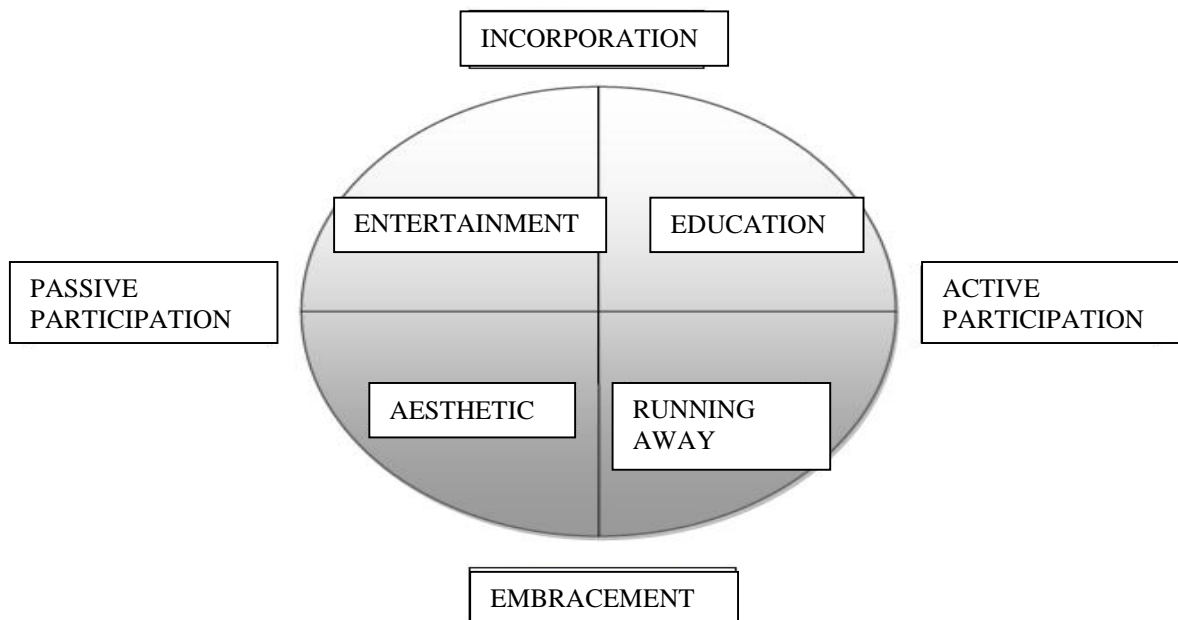 INCORPORATION
ENTERTAINMENT
EDUCATION
PASSIVE
PARTICIPATION
ACTIVE
PARTICIPATION
AESTHETIC
RUNNING
AWAY
EMBRACEMENT